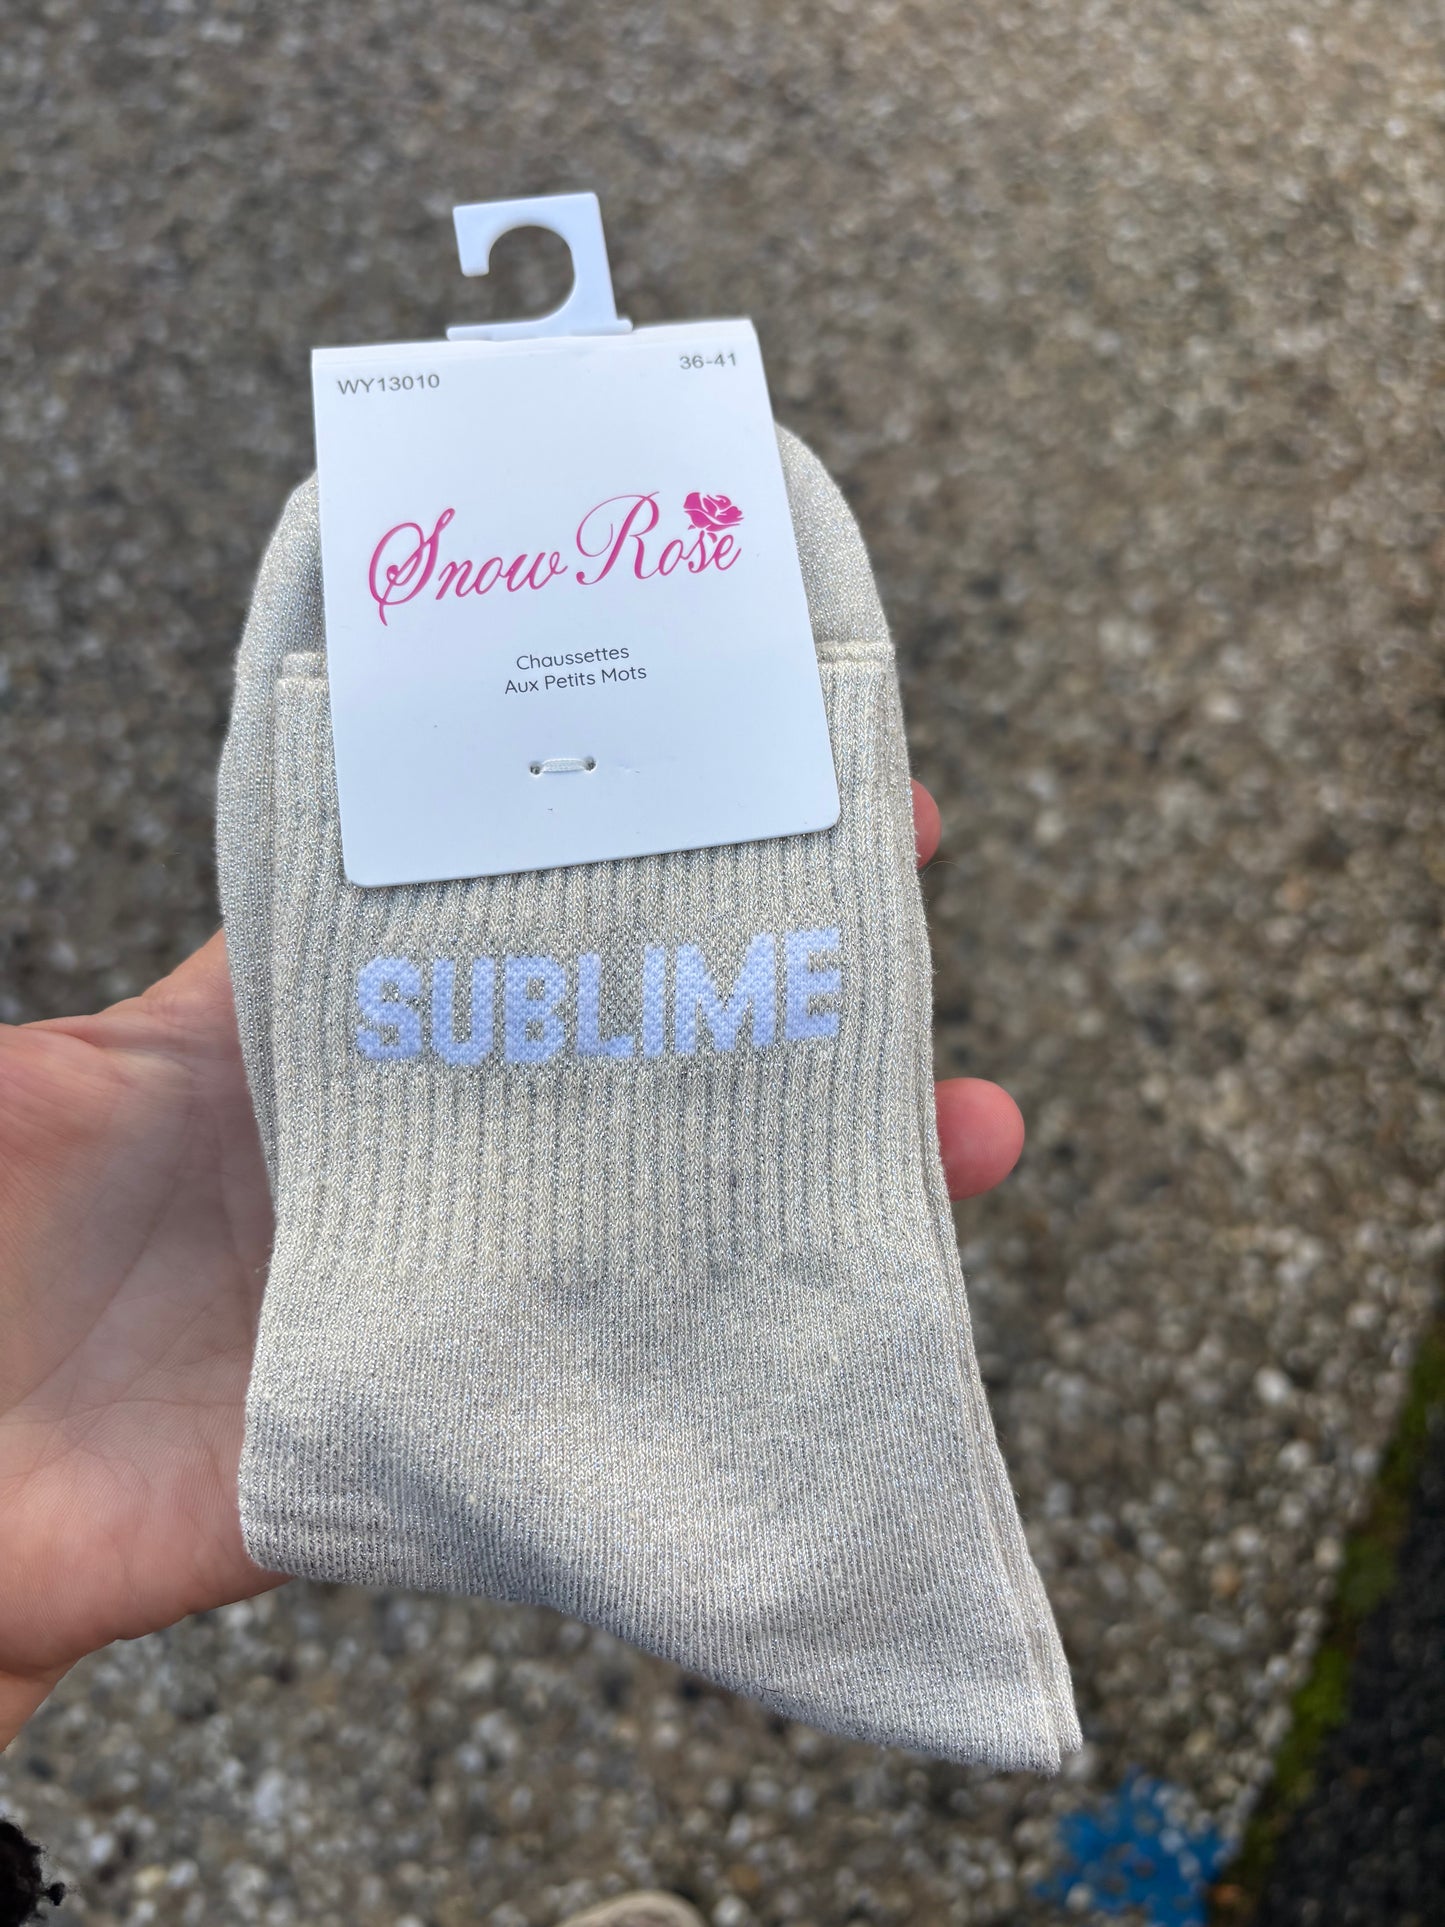 WY13010
36-41
Snow Rose
Chaussettes
Aux Petits Mots
SUBLIME